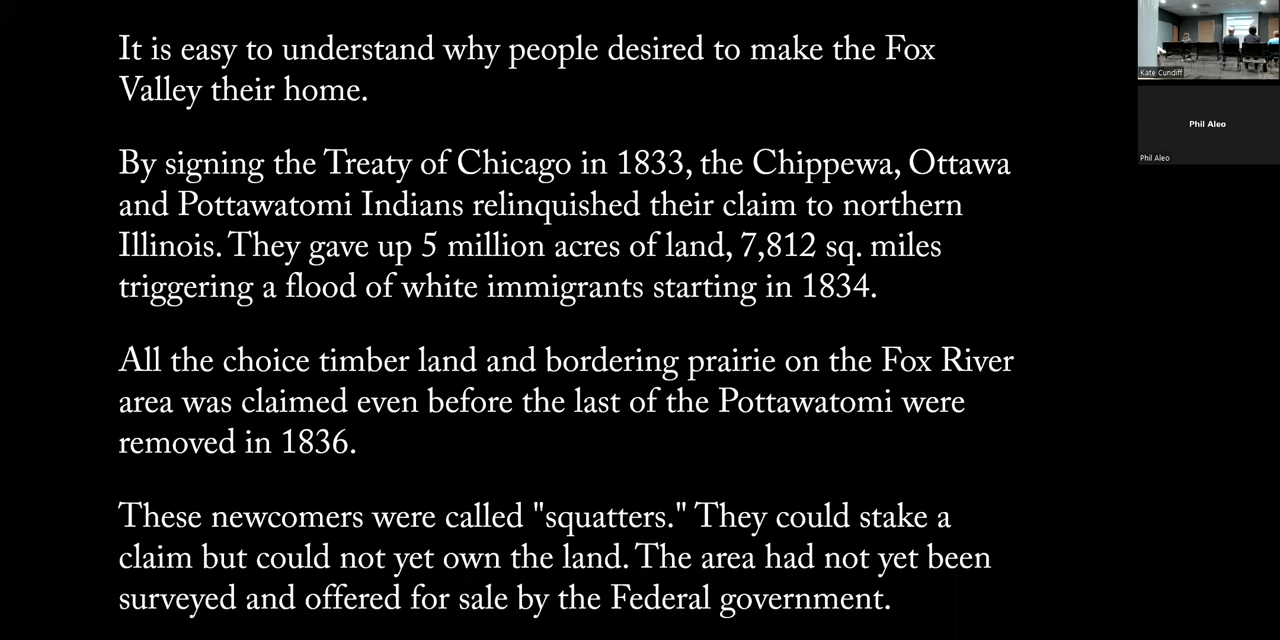 It is easy to understand why people desired to make the Fox
Valley their home.
By signing the Treaty of Chicago in 1833, the Chippewa, Ottawa
and Pottawatomi Indians relinquished their claim to northern
Illinois. They gave up 5 million acres of land, 7,812 sq. miles
triggering a flood of white immigrants starting in 1834.
All the choice timber land and bordering prairie on the Fox River
area was claimed even before the last of the Pottawatomi were
removed in 1836.
These newcomers were called "squatters." They could stake a
claim but could not yet own the land. The area had not yet been
surveyed and offered for sale by the Federal government.
Kate Cundiff
Phil Aleo
Phil Aleo